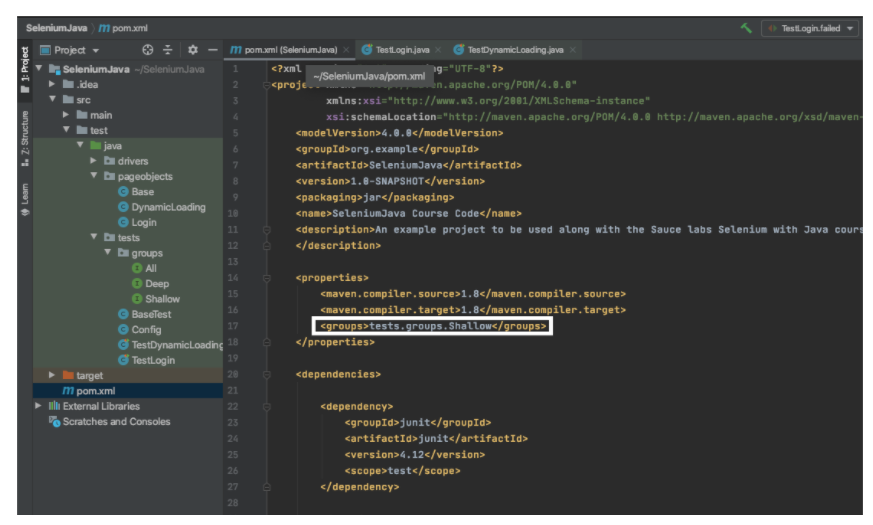 SeleniumJava pom.xml
TestLogin.failed
1: Project
Z: Structure
Learn
Project
SeleniumJava ~/SeleniumJava
.idea
src
main
test
java
drivers
pageobjects
Base
DynamicLoading
Login
tests
groups
All
Deep
Shallow
BaseTest
Config
TestDynamicLoading
TestLogin
target
pom.xml
External Libraries
Scratches and Consoles
pom.xml (SeleniumJava) TestLogin.java TestDynamicLoading.java
~/SeleniumJava/pom.xml
1 <?xml "UTF-8"?>
2 apache.org/POM/4.0.0"
3 xmlns:xsi="http://www.w3.org/2001/XMLSchema-instance"
4 xsi:schemaLocation="http://maven.apache.org/POM/4.0.0 http://maven.apache.org/xsd/maven-
5 <modelVersion>4.0.0</modelVersion>
6 <groupId>org.example</groupId>
7 <artifactId>SeleniumJava</artifactId>
8 <version>1.0-SNAPSHOT</version>
9 <packaging>jar</packaging>
10 <name>SeleniumJava Course Code</name>
11 <description>An example project to be used along with the Sauce labs Selenium with Java cours
12 </description>
13
14 <properties>
15 <maven.compiler.source>1.8</maven.compiler.source>
16 <maven.compiler.target>1.8</maven.compiler.target>
17 <groups>tests.groups.Shallow</groups>
18 </properties>
19
20 <dependencies>
21
22 <dependency>
23 <groupId>junit</groupId>
24 <artifactId>junit</artifactId>
25 <version>4.12</version>
26 <scope>test</scope>
27 </dependency>
28